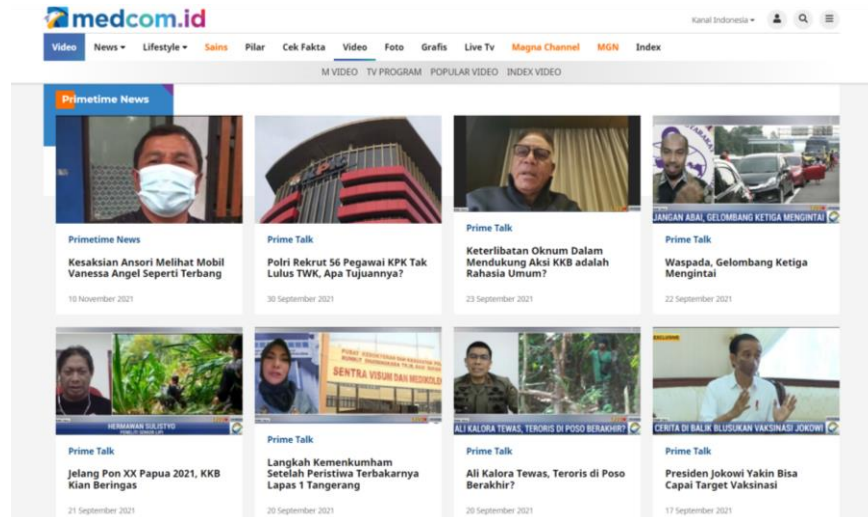 medcom.id
Kanal Indonesia
Video News Lifestyle Sains Pilar Cek Fakta Video Foto Grafis Live Tv Magna Channel MGN Index
M VIDEO TV PROGRAM POPULAR VIDEO INDEX VIDEO
Primetime News
JANGAN ABAI, GELOMBANG KETIGA MENGINTAI
Primetime News
Kesaksian Ansori Melihat Mobil
Vanessa Angel Seperti Terbang
10 November 2021
Prime Talk
Polri Rekrut 56 Pegawai KPK Tak
Lulus TWK, Apa Tujuannya?
30 September 2021
Prime Talk
Keterlibatan Oknum Dalam
Mendukung Aksi KKB adalah
Rahasia Umum?
23 September 2021
Prime Talk
Waspada, Gelombang Ketiga
Mengintai
22 September 2021
HERMAWAN SULISTYO
SENTRA VISUM DAN
ALI KALORA TEWAS, TERORIS DI POSO BERAKHIR?
EXCLUSIVE
CERITA DI BALIK BLUSUKAN VAKSINASI JOKOWI
Prime Talk
Jelang Pon XX Papua 2021, KKB
Kian Beringas
21 September 2021
Prime Talk
Langkah Kemenkumham
Setelah Peristiwa Terbakarnya
Lapas 1 Tangerang
20 September 2021
Prime Talk
Ali Kalora Tewas, Teroris di Poso
Berakhir?
20 September 2021
Prime Talk
Presiden Jokowi Yakin Bisa
Capai Target Vaksinasi
17 September 2021